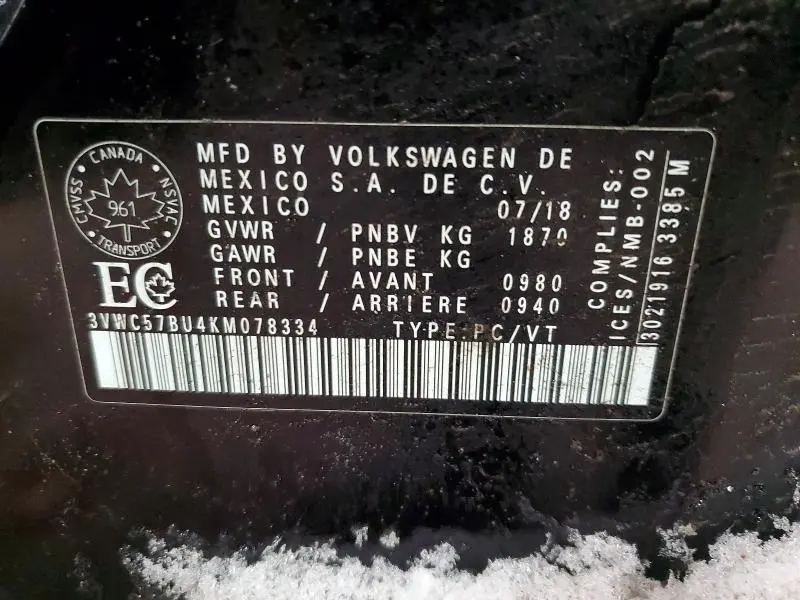 CANADA
CMVSS
NSVAC
961
TRANSPORT
EC
MFD BY VOLKSWAGEN DE
MEXICO S.A. DE C.V.
MEXICO 07/18
GVWR / PNBV KG 1870
GAWR / PNBE KG
FRONT / AVANT 0980
REAR / ARRIERE 0940
3VWC57BU4KM078334 TYPE:PC/VT
COMPLIES:
ICES/NMB-002
3021916 3385 M